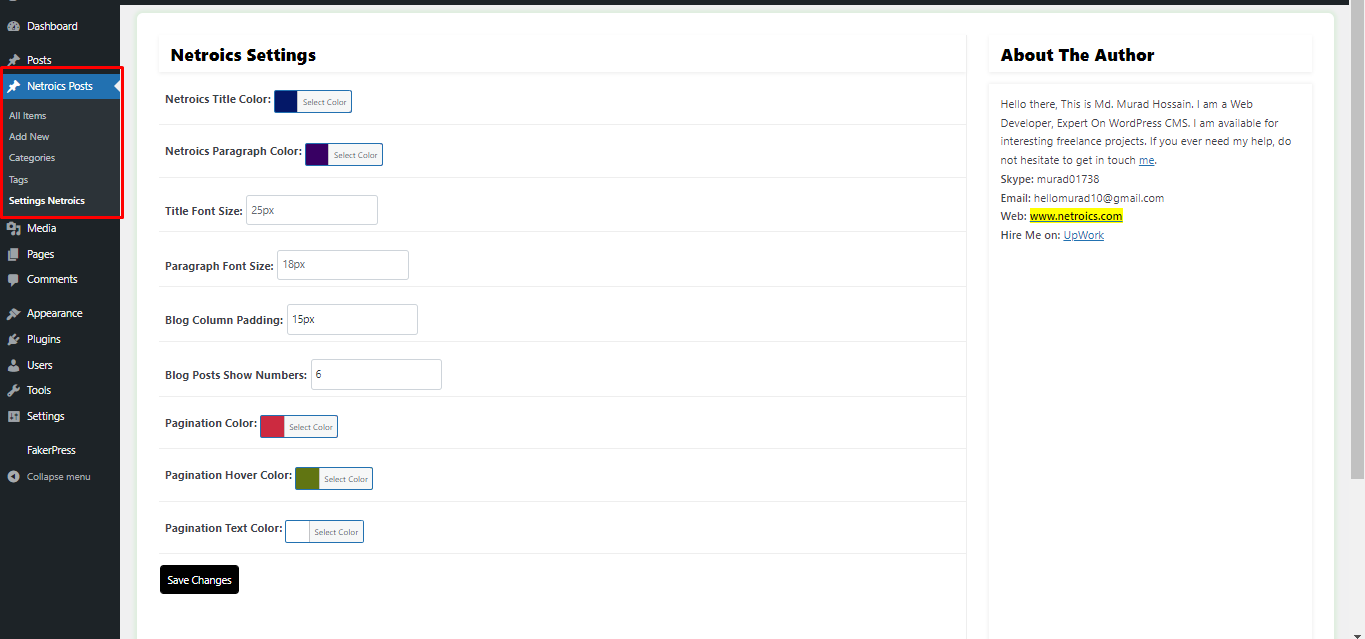 Dashboard
Posts
Netroics Posts
All Items
Add New
Categories
Tags
Settings Netroics
Media
Pages
Comments
Appearance
Plugins
Users
Tools
Settings
FakerPress
Collapse menu
Netroics Settings
Netroics Title Color: Select Color
Netroics Paragraph Color: Select Color
Title Font Size: 25px
Paragraph Font Size: 18px
Blog Column Padding: 15px
Blog Posts Show Numbers: 6
Pagination Color: Select Color
Pagination Hover Color: Select Color
Pagination Text Color: Select Color
Save Changes
About The Author
Hello there, This is Md. Murad Hossain. I am a Web
Developer, Expert On WordPress CMS. I am available for
interesting freelance projects. If you ever need my help, do
not hesitate to get in touch me.
Skype: murad01738
Email: hellomurad10@gmail.com
Web: www.netroics.com
Hire Me on: UpWork